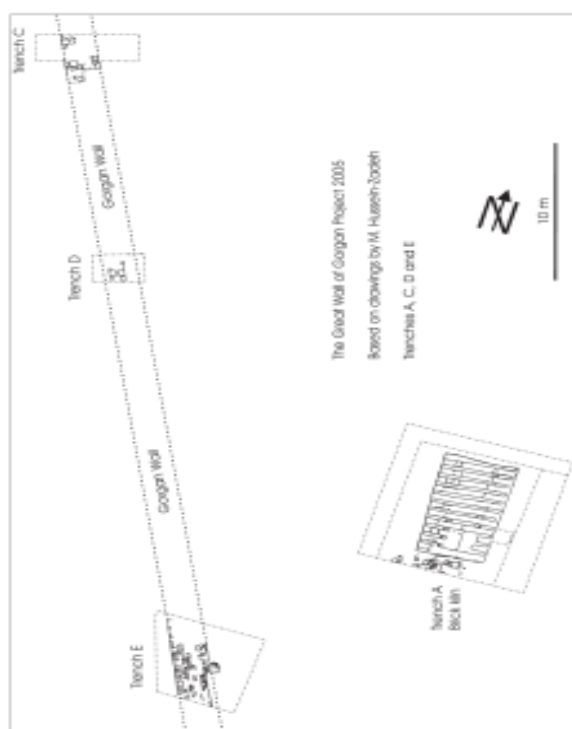 Trench C
Gorgan Wall
Trench D
Gorgan Wall
Trench E
The Great Wall of Gorgan Project 2005
Based on drawings by M. Hussein-Zadeh
Trenches A, C, D and E
N
10 m
Trench A
Brick kiln